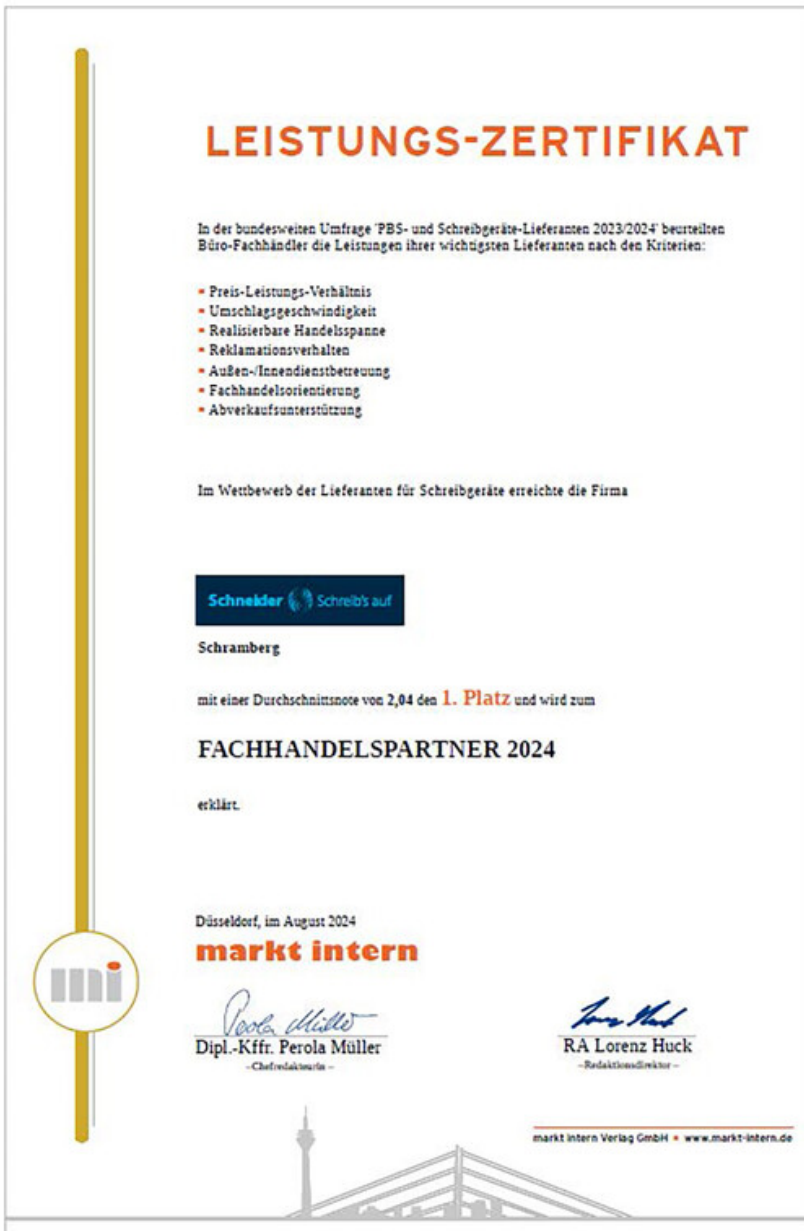 LEISTUNGS-ZERTIFIKAT
In der bundesweiten Umfrage 'PBS- und Schreibgeräte-Lieferanten 2023/2024' beurteilten
Büro-Fachhändler die Leistungen ihrer wichtigsten Lieferanten nach den Kriterien:
▪ Preis-Leistungs-Verhältnis
▪ Umschlagsgeschwindigkeit
▪ Realisierbare Handelsspanne
▪ Reklamationsverhalten
▪ Außen-/Innendienstbetreuung
▪ Fachhandelsorientierung
▪ Abverkaufsunterstützung
Im Wettbewerb der Lieferanten für Schreibgeräte erreichte die Firma
Schneider Schreib's auf
Schramberg
mit einer Durchschnittsnote von 2,04 den 1. Platz und wird zum
FACHHANDELSPARTNER 2024
erklärt.
Düsseldorf, im August 2024
markt intern
mi
Perola Müller
Dipl.-Kffr. Perola Müller
RA Lorenz Huck
–Chefredakteurin –
–Redaktionsdirektor –
markt intern Verlag GmbH ▪ www.markt-intern.de